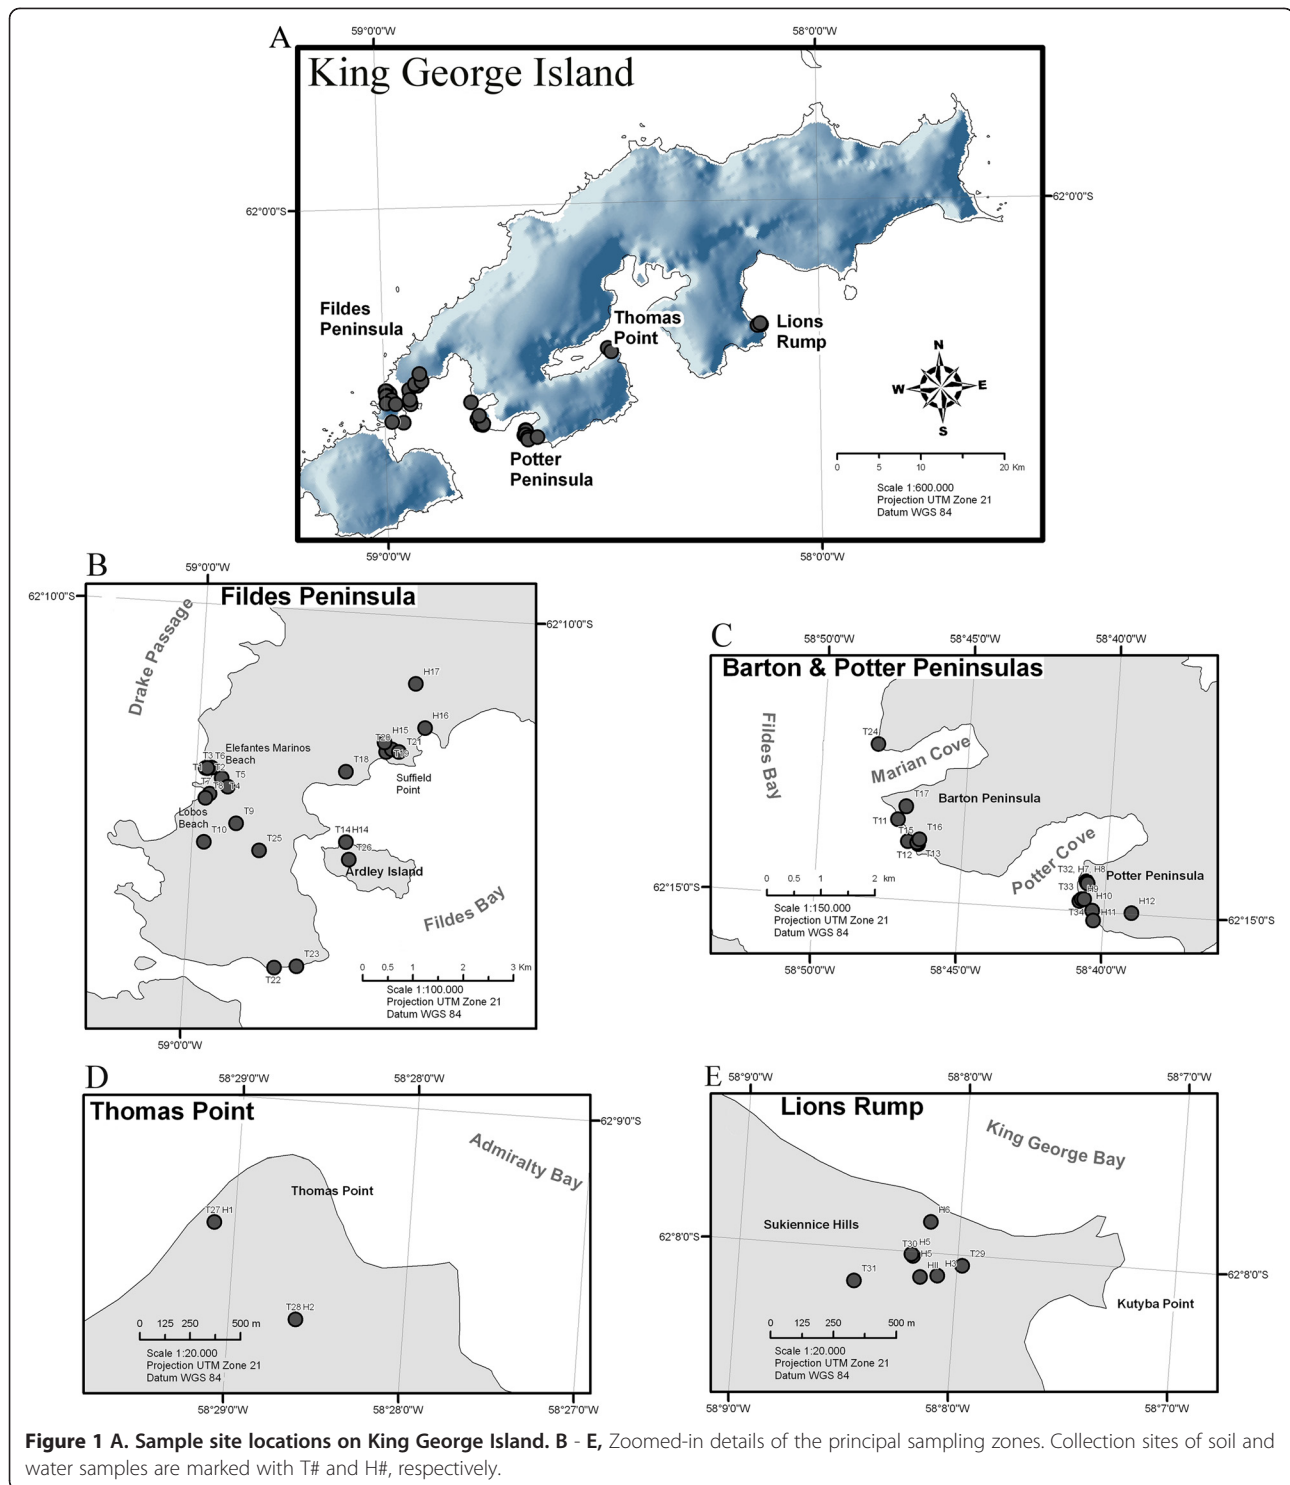 A
59°0'0"W
58°0'0"W
King George Island
62°0'0"S
62°0'0"S
Fildes
Peninsula
Thomas
Point
Lions
Rump
N
W
E
S
Potter
Peninsula
0 5 10 20 Km
Scale 1:600.000
Projection UTM Zone 21
Datum WGS 84
59°0'0"W
58°0'0"W
B
59°0'0"W
62°10'0"S
Fildes Peninsula
62°10'0"S
Drake Passage
H17
H16
H15
T20
T21
T19
T18
Suffield
Point
Elefantes Marinos
Beach
T3 T6
T2
T5
T7
T8
T4
Lobos
Beach
T9
T10
T25
T14 H14
T26
Ardley Island
Fildes Bay
T23
T22
0 0.5 1 2 3 Km
Scale 1:100.000
Projection UTM Zone 21
Datum WGS 84
59°0'0"W
C
58°50'0"W
58°45'0"W
58°40'0"W
Barton & Potter Peninsulas
Fildes Bay
T24
Marian Cove
T17
Barton Peninsula
T11
T15
T16
T12
T13
Potter Cove
T32, H7 H8
Potter Peninsula
T33
H9
H10
T34
H11
H12
0 0.5 1 2 km
62°15'0"S
Scale 1:150.000
Projection UTM Zone 21
Datum WGS 84
62°15'0"S
58°50'0"W
58°45'0"W
58°40'0"W
D
58°29'0"W
58°28'0"W
Thomas Point
62°9'0"S
Admiralty Bay
Thomas Point
T27 H1
T28 H2
0 125 250 500 m
Scale 1:20.000
Projection UTM Zone 21
Datum WGS 84
58°29'0"W
58°28'0"W
58°27'0"W
E
58°9'0"W
58°8'0"W
58°7'0"W
Lions Rump
King George Bay
H6
Sukiennice Hills
62°8'0"S
T30 H5
H5
T29
HII H3
T31
62°8'0"S
Kutyba Point
0 125 250 500 m
Scale 1:20.000
Projection UTM Zone 21
Datum WGS 84
58°9'0"W
58°8'0"W
58°7'0"W
Figure 1 A. Sample site locations on King George Island. B - E, Zoomed-in details of the principal sampling zones. Collection sites of soil and
water samples are marked with T# and H#, respectively.